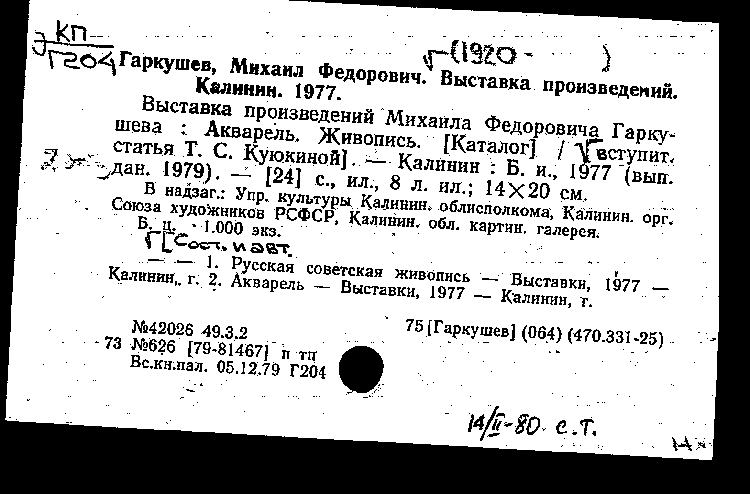 КП
Г204
(1920-      )
Гаркушев, Михаил Федорович. Выставка произведений.
Калинин. 1977.
Выставка произведений Михаила Федоровича Гарку-
шева : Акварель. Живопись. [Каталог] / [вступит.
статья Т. С. Куюкиной]. — Калинин : Б. и., 1977 (вып.
дан. 1979). — [24] с., ил., 8 л. ил.; 14×20 см.
В надзаг.: Упр. культуры Калинин. облисполкома, Калинин. орг.
Союза художников РСФСР, Калинин. обл. картин. галерея.
Б. ц. 1.000 экз.
[Сост. и авт.
— — 1. Русская советская живопись — Выставки, 1977 —
Калинин, г. 2. Акварель — Выставки, 1977 — Калинин, г.
№42026 49.3.2
75[Гаркушев] (064) (470.331-25)
73 №626 [79-81467] п тп
Вс.кн.пал. 05.12.79 Г204
14/II-80 С.Т.